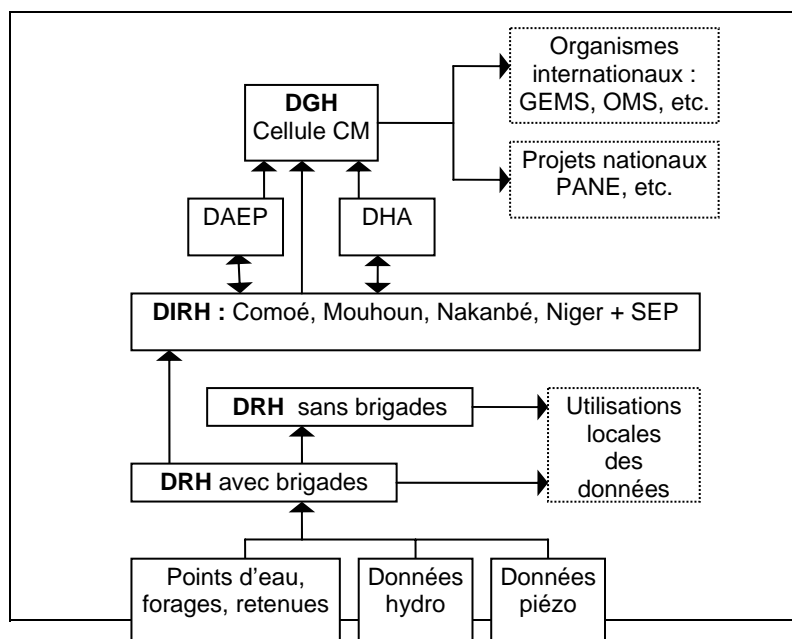 Organismes
internationaux :
GEMS, OMS, etc.
DGH
Cellule CM
Projets nationaux
PANE, etc.
DAEP
DHA
DIRH : Comoé, Mouhoun, Nakanbé, Niger + SEP
DRH sans brigades
Utilisations
locales
des
données
DRH avec brigades
Points d'eau,
forages, retenues
Données
hydro
Données
piézo